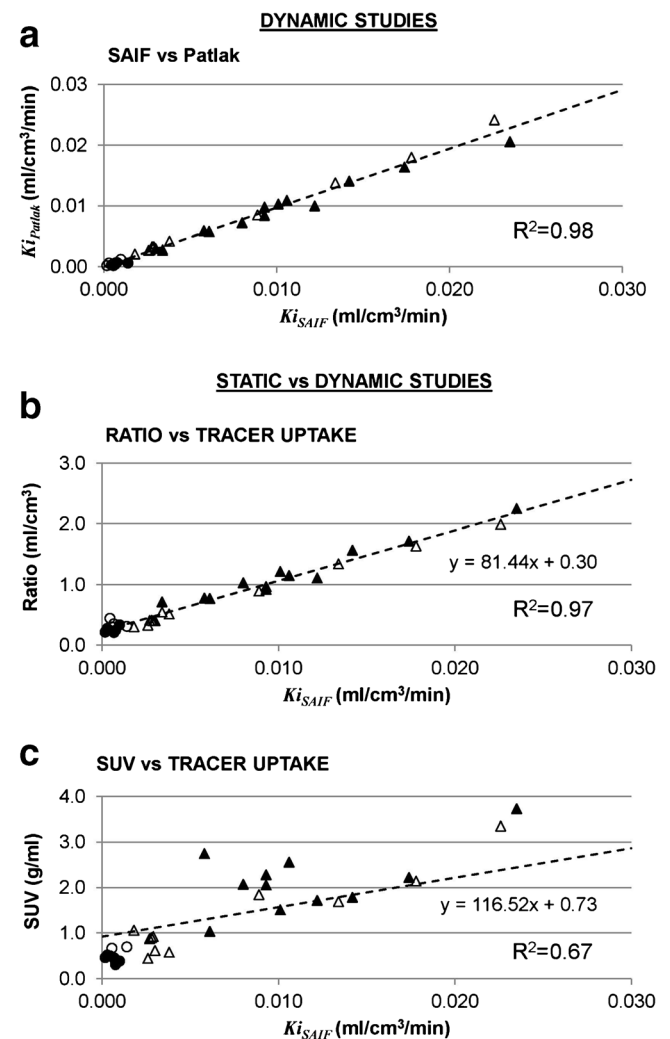 DYNAMIC STUDIES
a
SAIF vs Patlak
0.03
0.02
0.01
0.00
Ki_Patlak (ml/cm³/min)
R²=0.98
0.000 0.010 0.020 0.030
Ki_SAIF (ml/cm³/min)
STATIC vs DYNAMIC STUDIES
b
RATIO vs TRACER UPTAKE
3.0
2.0
1.0
0.0
Ratio (ml/cm³)
y = 81.44x + 0.30
R²=0.97
0.000 0.010 0.020 0.030
Ki_SAIF (ml/cm³/min)
c
SUV vs TRACER UPTAKE
4.0
3.0
2.0
1.0
0.0
SUV (g/ml)
y = 116.52x + 0.73
R²=0.67
0.000 0.010 0.020 0.030
Ki_SAIF (ml/cm³/min)